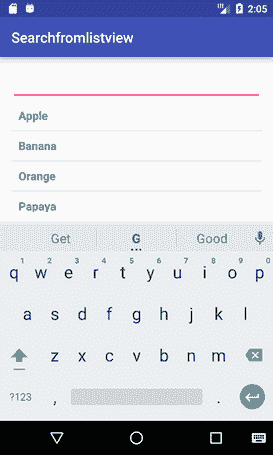 2:05
Searchfromlistview
Apple
Banana
Orange
Papaya
Get G Good
1 2 3 4 5 6 7 8 9 0
q w e r t y u i o p
a s d f g h j k l
z x c v b n m
?123 , .